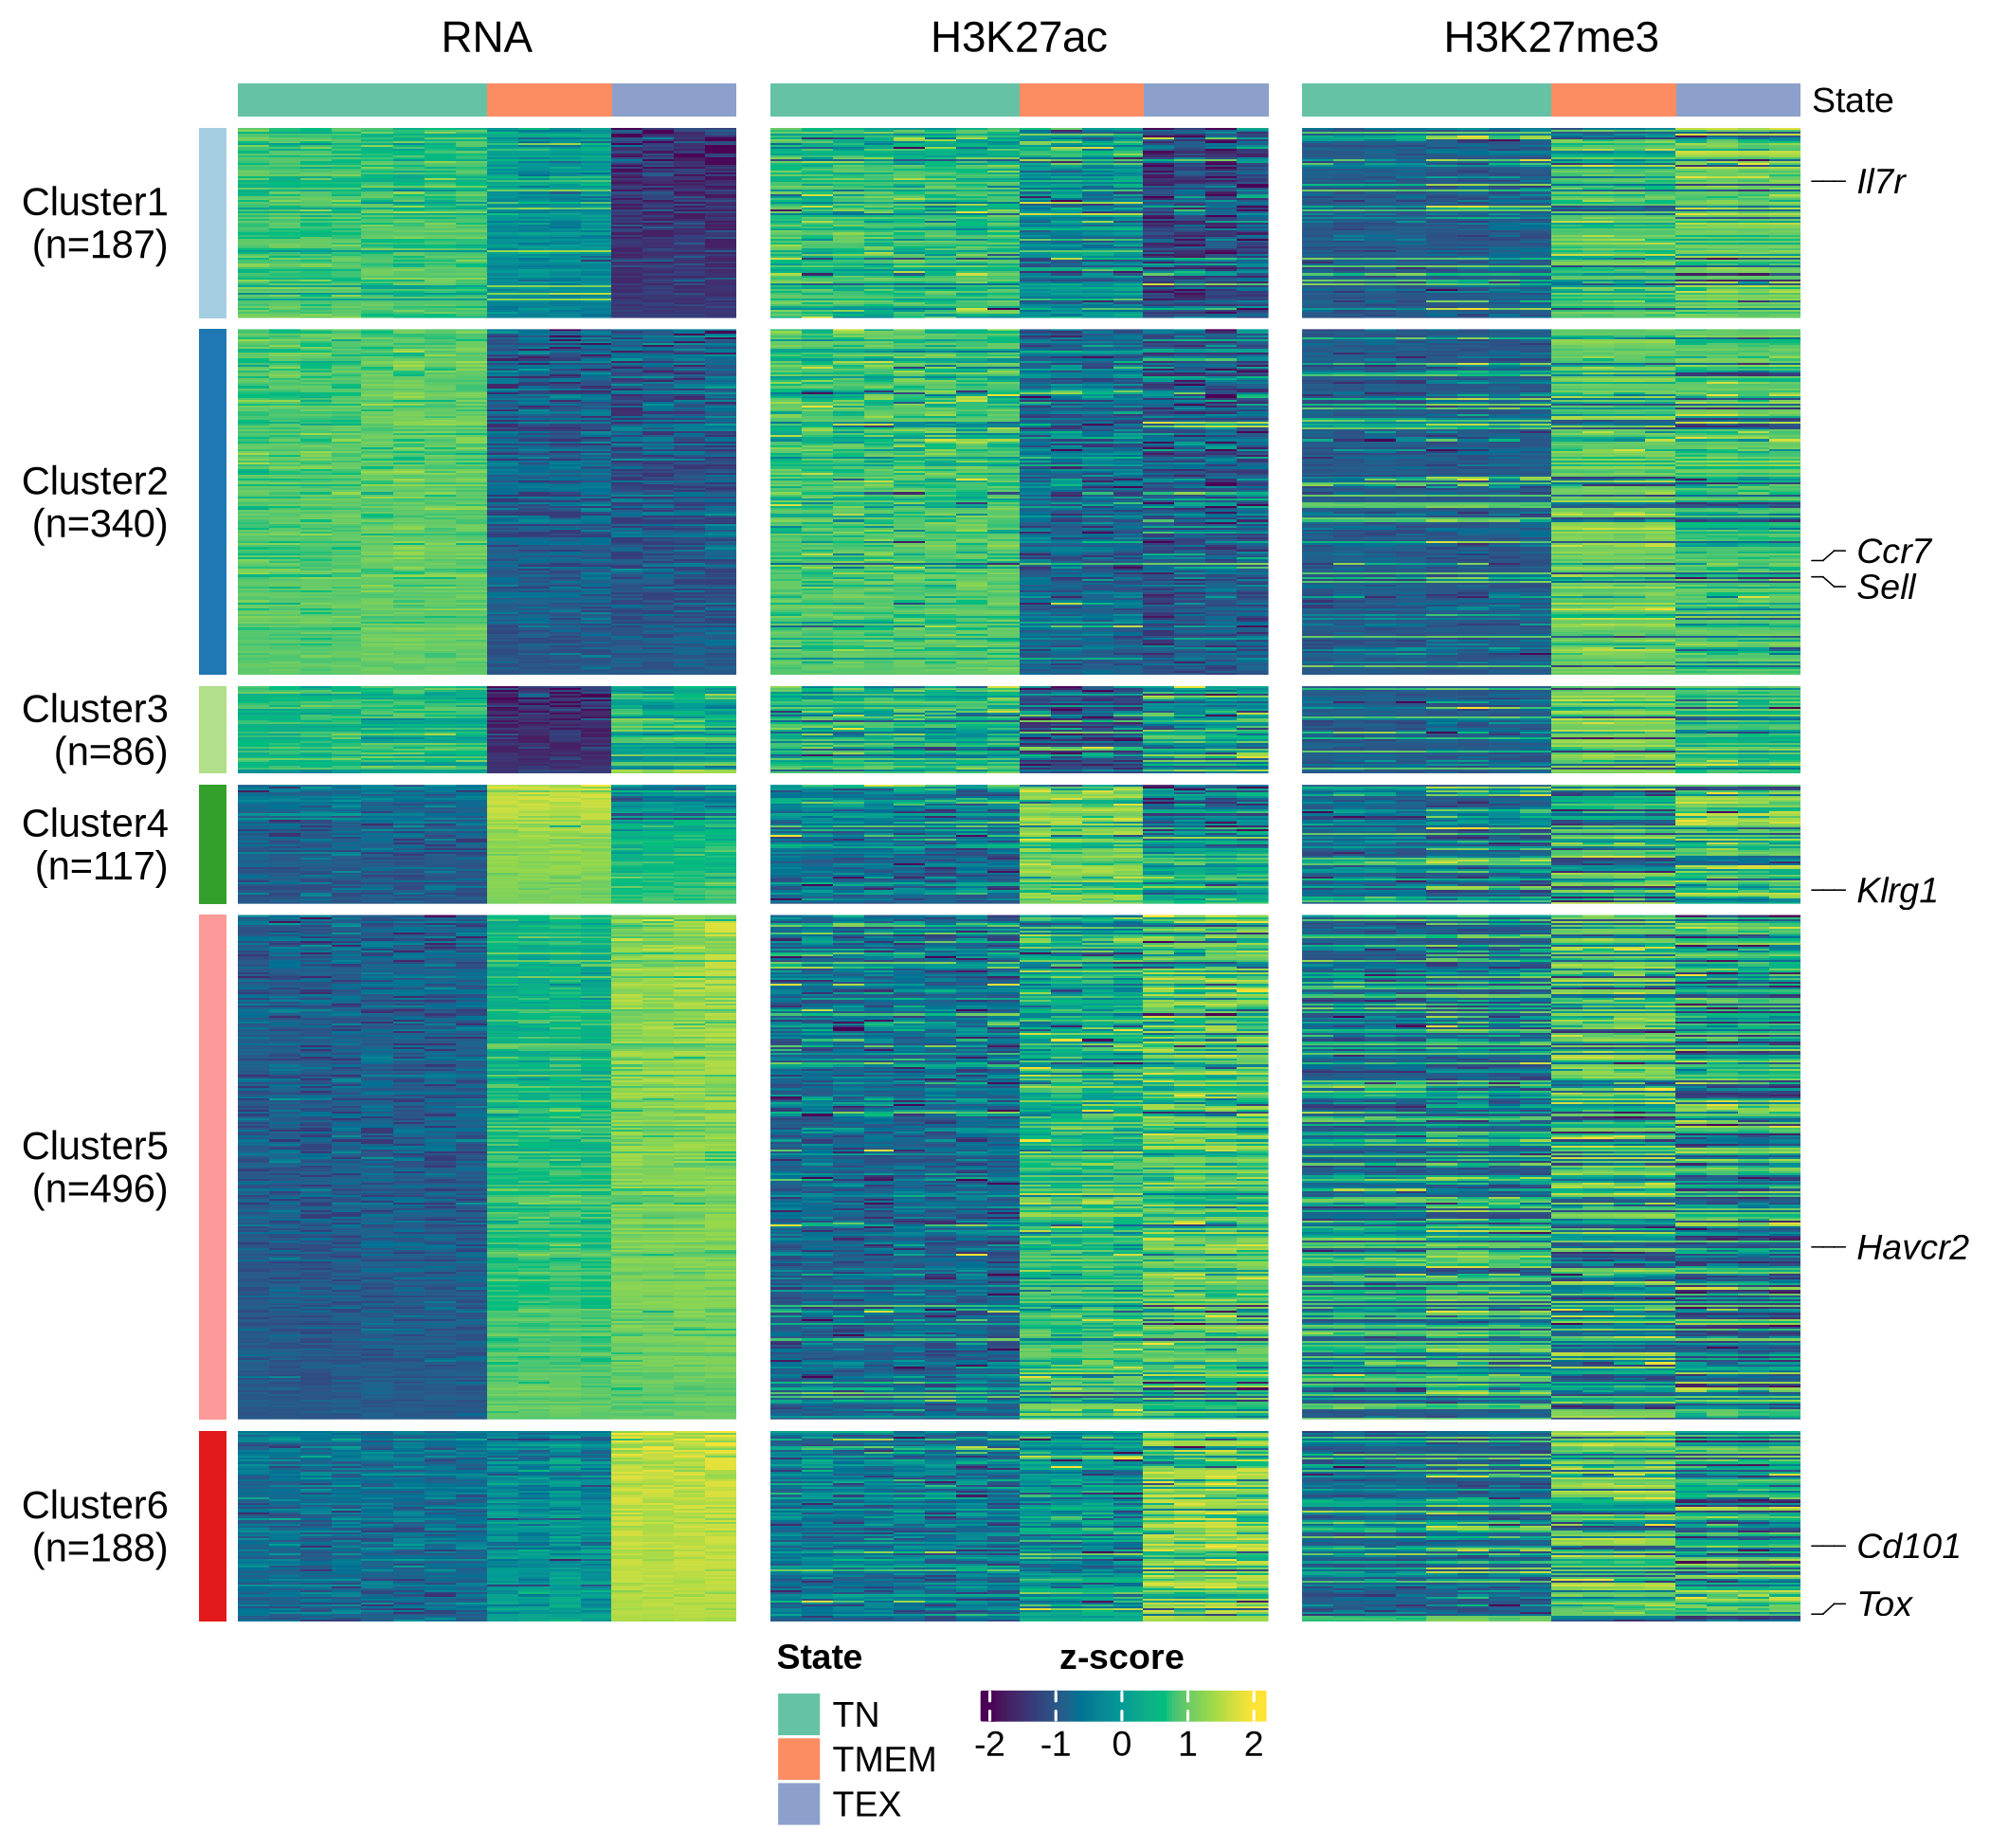 RNA
H3K27ac
H3K27me3
State
Cluster1
(n=187)
Il7r
Cluster2
(n=340)
Ccr7
Sell
Cluster3
(n=86)
Cluster4
(n=117)
Klrg1
Cluster5
(n=496)
Havcr2
Cluster6
(n=188)
Cd101
Tox
State
TN
TMEM
TEX
z-score
-2 -1 0 1 2